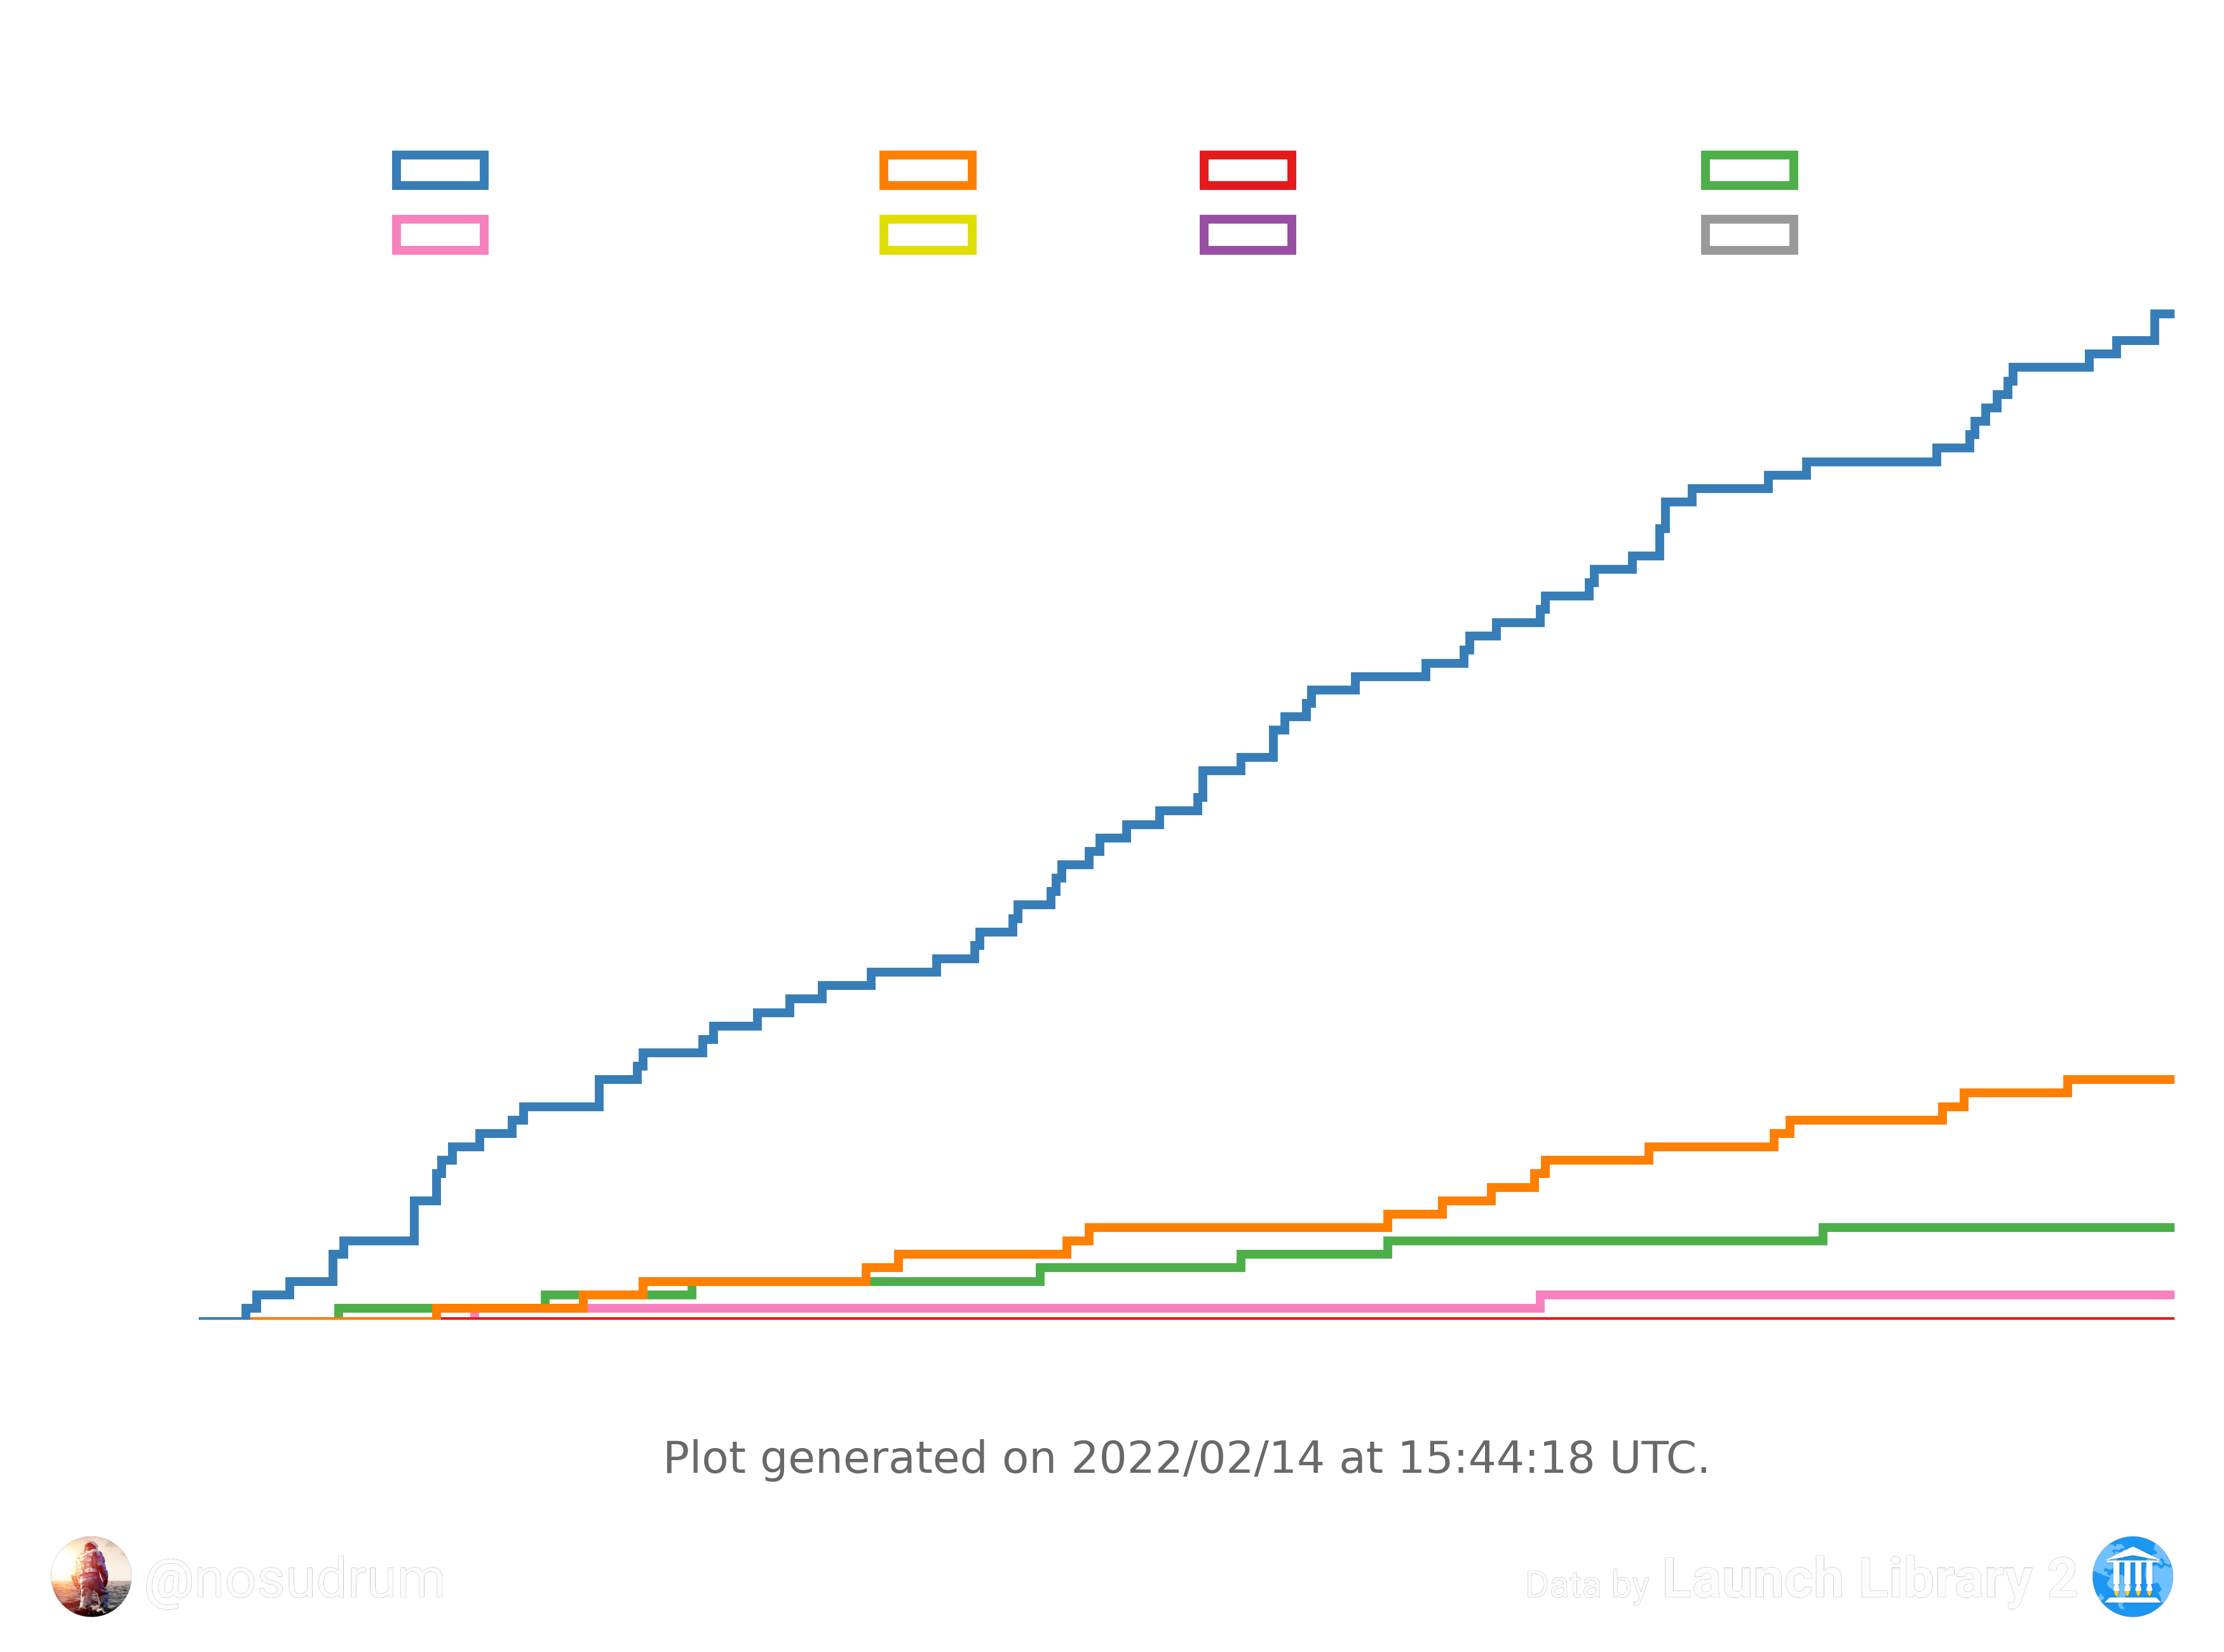 Plot generated on 2022/02/14 at 15:44:18 UTC.
@nosudrum
Data by Launch Library 2